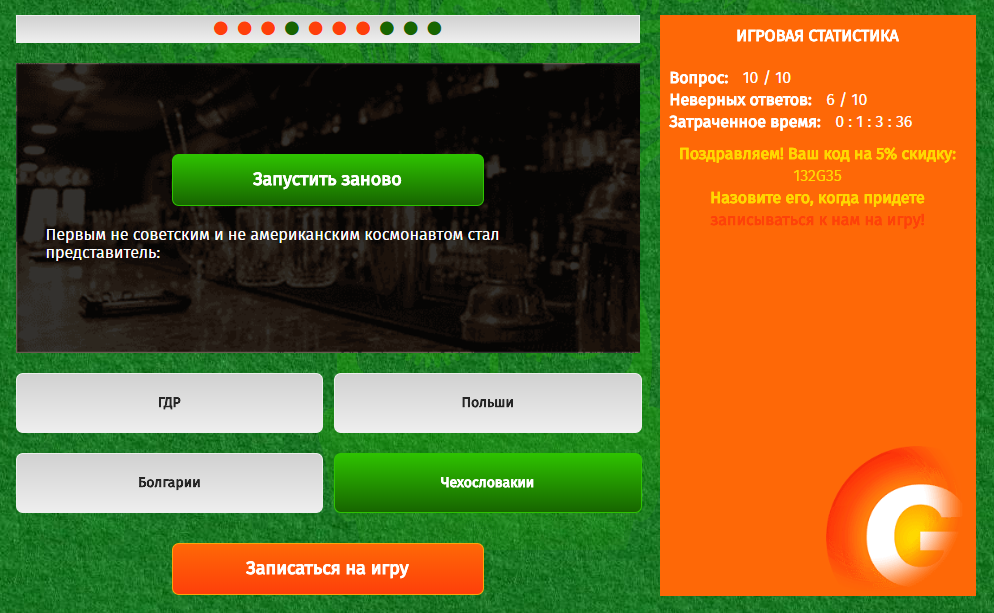 ИГРОВАЯ СТАТИСТИКА
Вопрос: 10 / 10
Неверных ответов: 6 / 10
Затраченное время: 0 : 1 : 3 : 36
Поздравляем! Ваш код на 5% скидку:
132G35
Назовите его, когда придете
записываться к нам на игру!
Запустить заново
Первым не советским и не американским космонавтом стал
представитель:
ГДР
Польши
Болгарии
Чехословакии
Записаться на игру
G